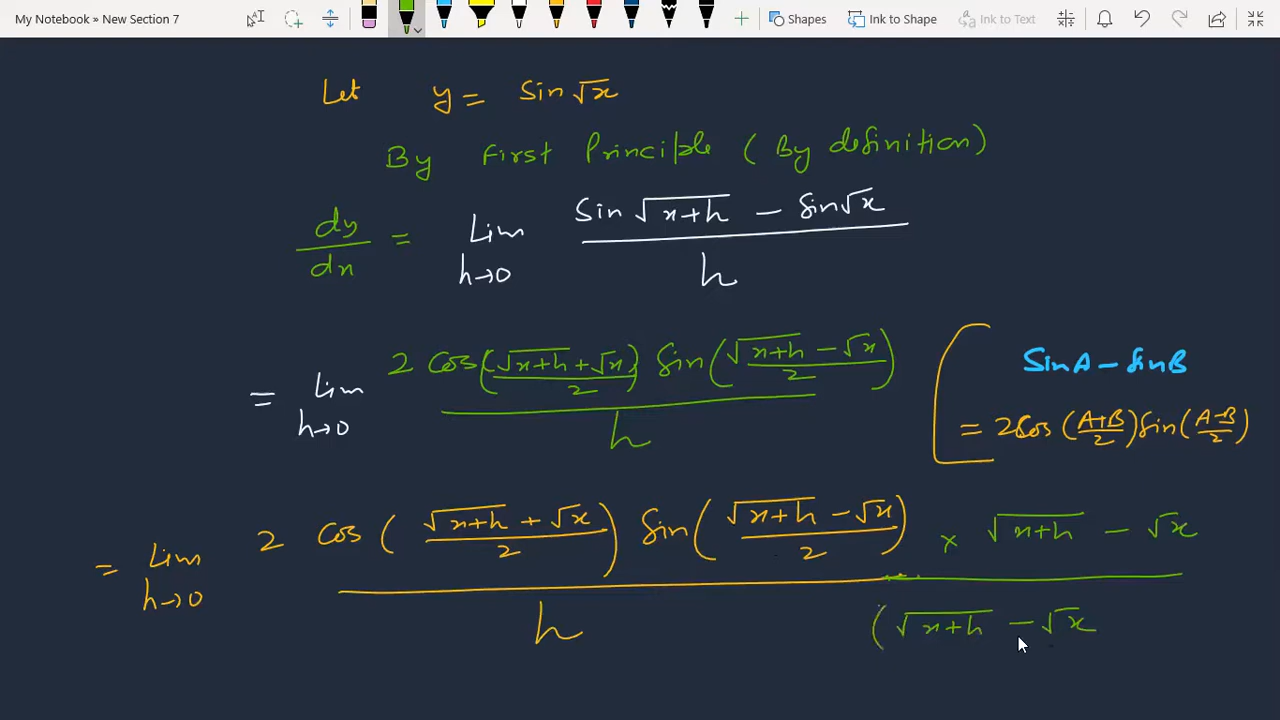 My Notebook » New Section 7
Shapes Ink to Shape Ink to Text
Let y = Sin √x
By First Principle (By definition)
dy/dx = Lim h→0 (Sin √(x+h) – Sin √x)/h
= Lim h→0 2 Cos((√(x+h) + √x)/2) Sin((√(x+h) – √x)/2)/h
SinA – SinB
= 2Cos(A+B/2) Sin(A–B/2)
= Lim h→0 2 Cos((√(x+h) + √x)/2) Sin((√(x+h) – √x)/2) × √(x+h) – √x
h (√(x+h) – √x